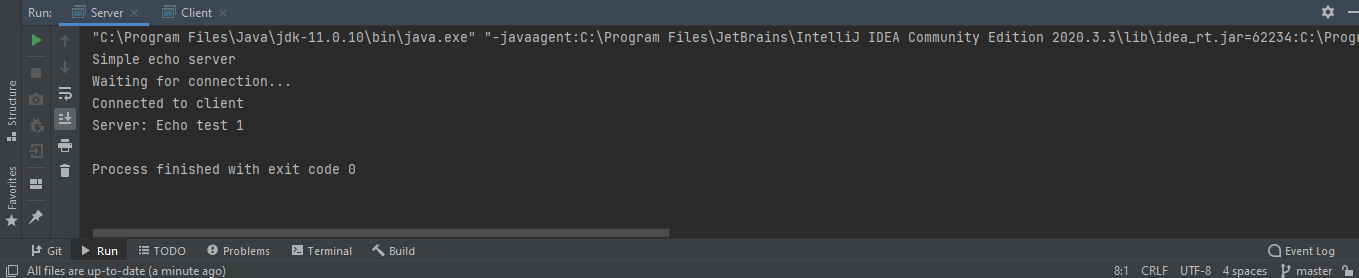 Run: Server Client
"C:\Program Files\Java\jdk-11.0.10\bin\java.exe" "-javaagent:C:\Program Files\JetBrains\IntelliJ IDEA Community Edition 2020.3.3\lib\idea_rt.jar=62234:C:\Progr
Simple echo server
Waiting for connection...
Connected to client
Server: Echo test 1
Process finished with exit code 0
Structure
Favorites
Git Run TODO Problems Terminal Build Event Log
All files are up-to-date (a minute ago) 8:1 CRLF UTF-8 4 spaces master